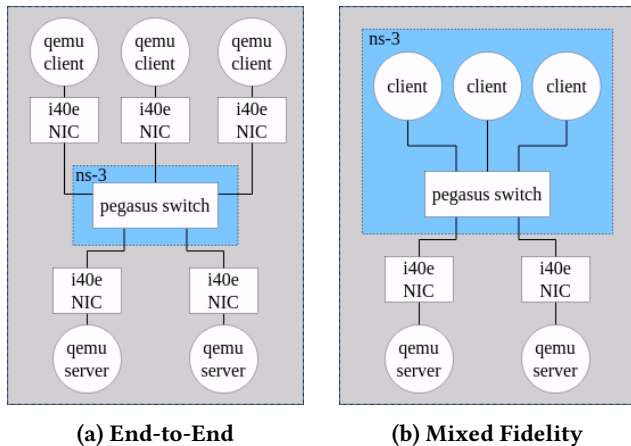 qemu
client
qemu
client
qemu
client
i40e
NIC
i40e
NIC
i40e
NIC
ns-3
pegasus switch
i40e
NIC
i40e
NIC
qemu
server
qemu
server
(a) End-to-End
ns-3
client
client
client
pegasus switch
i40e
NIC
i40e
NIC
qemu
server
qemu
server
(b) Mixed Fidelity